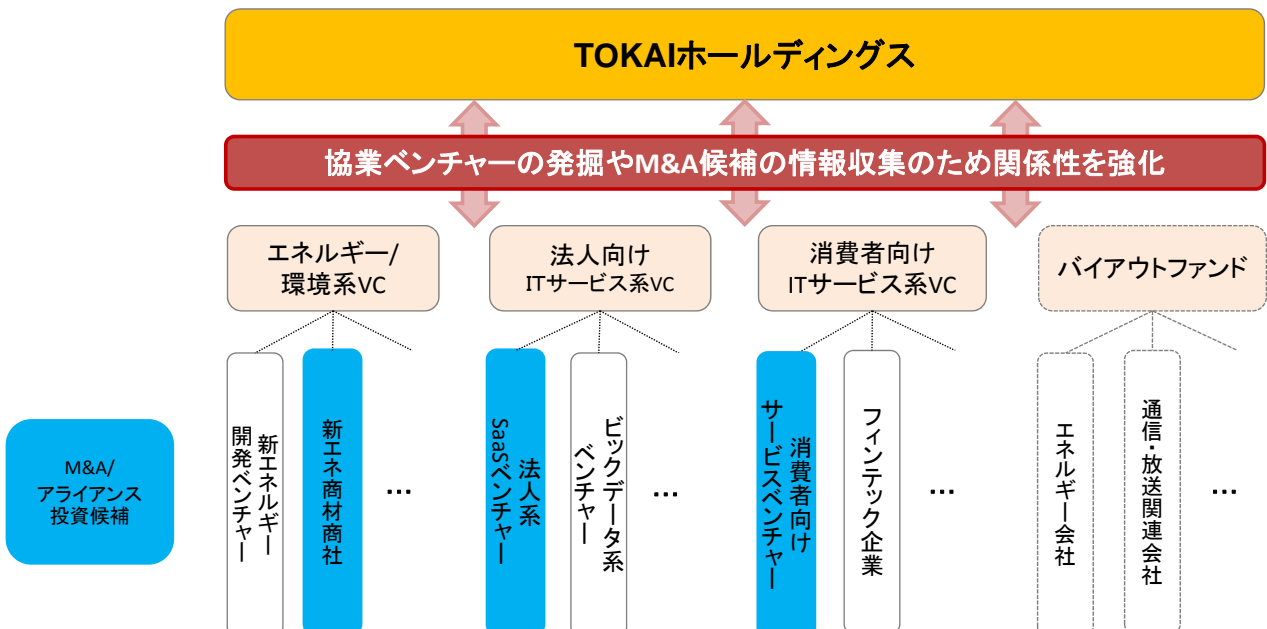 TOKAIホールディングス
協業ベンチャーの発掘やM&A候補の情報収集のため関係性を強化
エネルギー/
環境系VC
法人向け
ITサービス系VC
消費者向け
ITサービス系VC
バイアウトファンド
M&A/
アライアンス
投資候補
新エネルギー
開発ベンチャー
新エネ商材商社
…
法人系
SaaSベンチャー
ビックデータ系
ベンチャー
…
消費者向け
サービスベンチャー
フィンテック企業
…
エネルギー会社
通信・放送関連会社
…